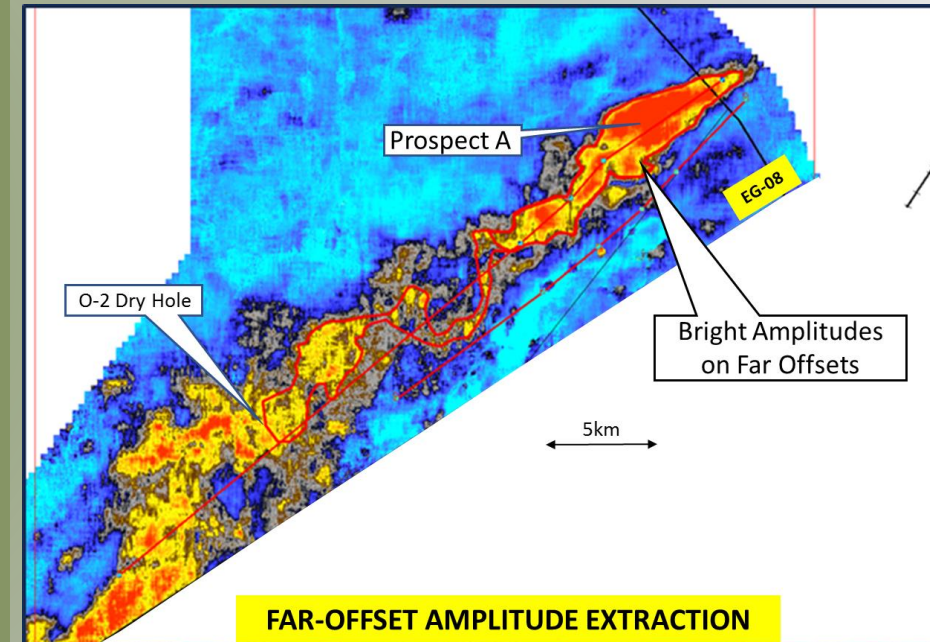 Prospect A
EG-08
O-2 Dry Hole
Bright Amplitudes
on Far Offsets
5km
FAR-OFFSET AMPLITUDE EXTRACTION